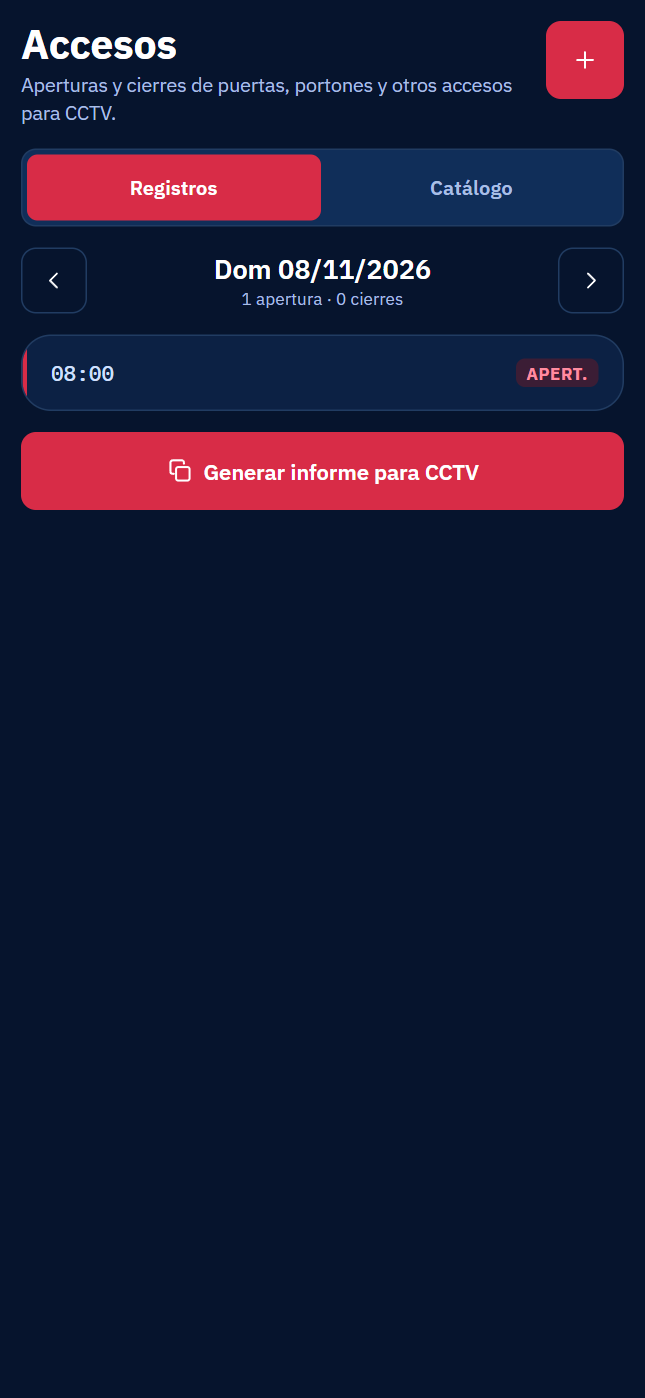 Accesos
Aperturas y cierres de puertas, portones y otros accesos
para CCTV.
Registros
Catálogo
Dom 08/11/2026
1 apertura · 0 cierres
08:00
APERT.
Generar informe para CCTV